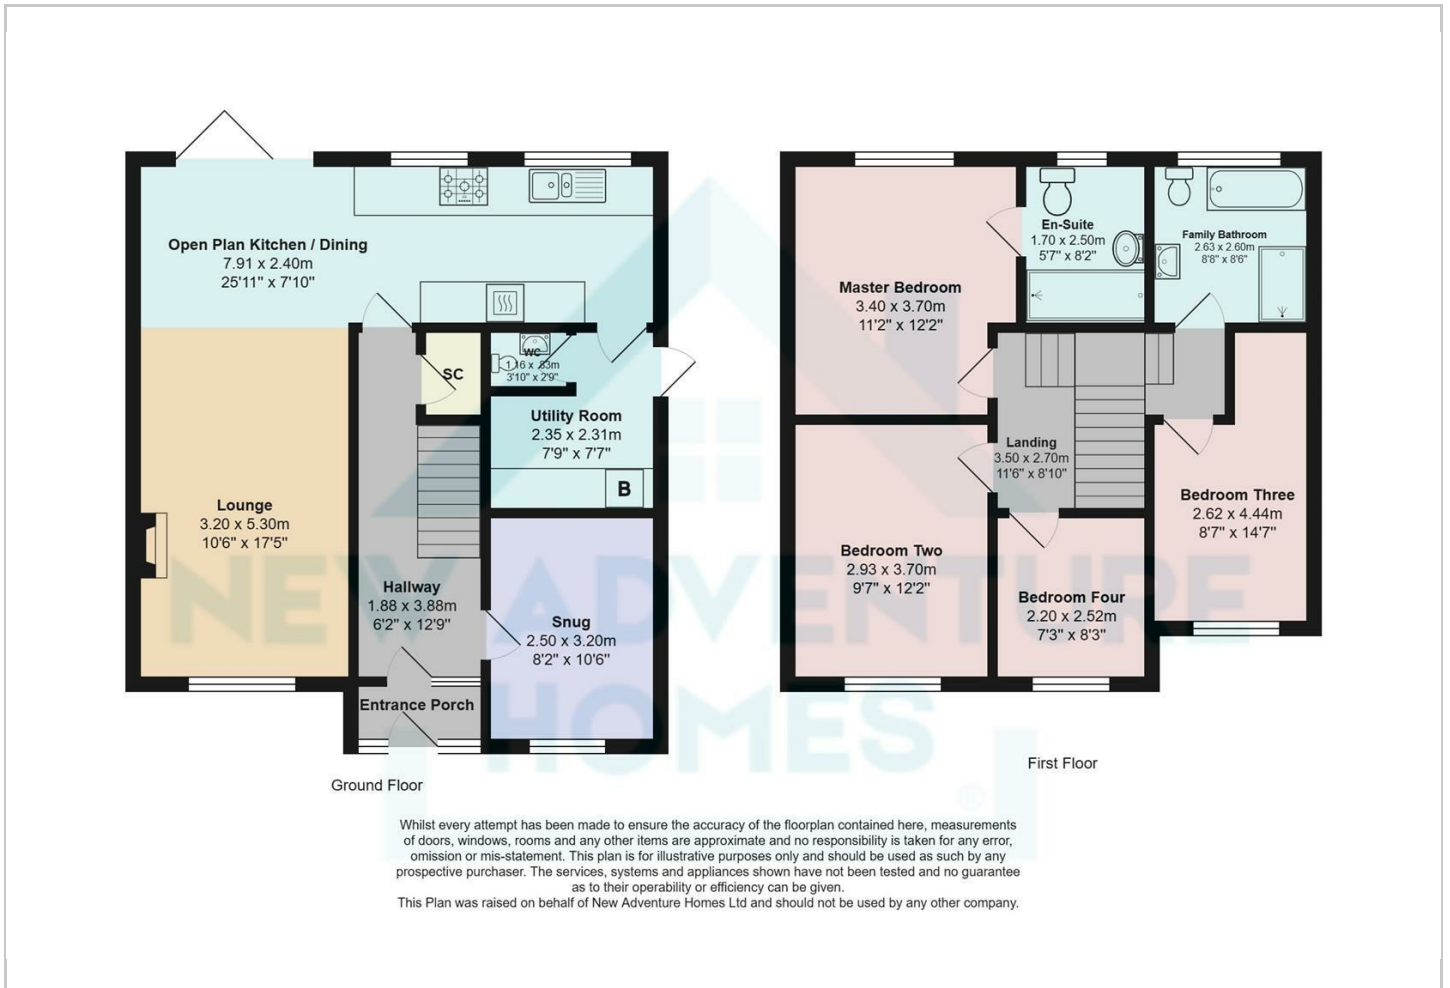 Open Plan Kitchen / Dining
7.91 x 2.40m
25'11" x 7'10"
SC
WC
1.16 x .83m
3'10" x 2'9"
Utility Room
2.35 x 2.31m
7'9" x 7'7"
B
Lounge
3.20 x 5.30m
10'6" x 17'5"
Hallway
1.88 x 3.88m
6'2" x 12'9"
Snug
2.50 x 3.20m
8'2" x 10'6"
Entrance Porch
Ground Floor
Master Bedroom
3.40 x 3.70m
11'2" x 12'2"
En-Suite
1.70 x 2.50m
5'7" x 8'2"
Family Bathroom
2.63 x 2.60m
8'8" x 8'6"
Landing
3.50 x 2.70m
11'6" x 8'10"
Bedroom Three
2.62 x 4.44m
8'7" x 14'7"
Bedroom Two
2.93 x 3.70m
9'7" x 12'2"
Bedroom Four
2.20 x 2.52m
7'3" x 8'3"
First Floor
NEW ADVENTURE
HOMES
®
Whilst every attempt has been made to ensure the accuracy of the floorplan contained here, measurements
of doors, windows, rooms and any other items are approximate and no responsibility is taken for any error,
omission or mis-statement. This plan is for illustrative purposes only and should be used as such by any
prospective purchaser. The services, systems and appliances shown have not been tested and no guarantee
as to their operability or efficiency can be given.
This Plan was raised on behalf of New Adventure Homes Ltd and should not be used by any other company.